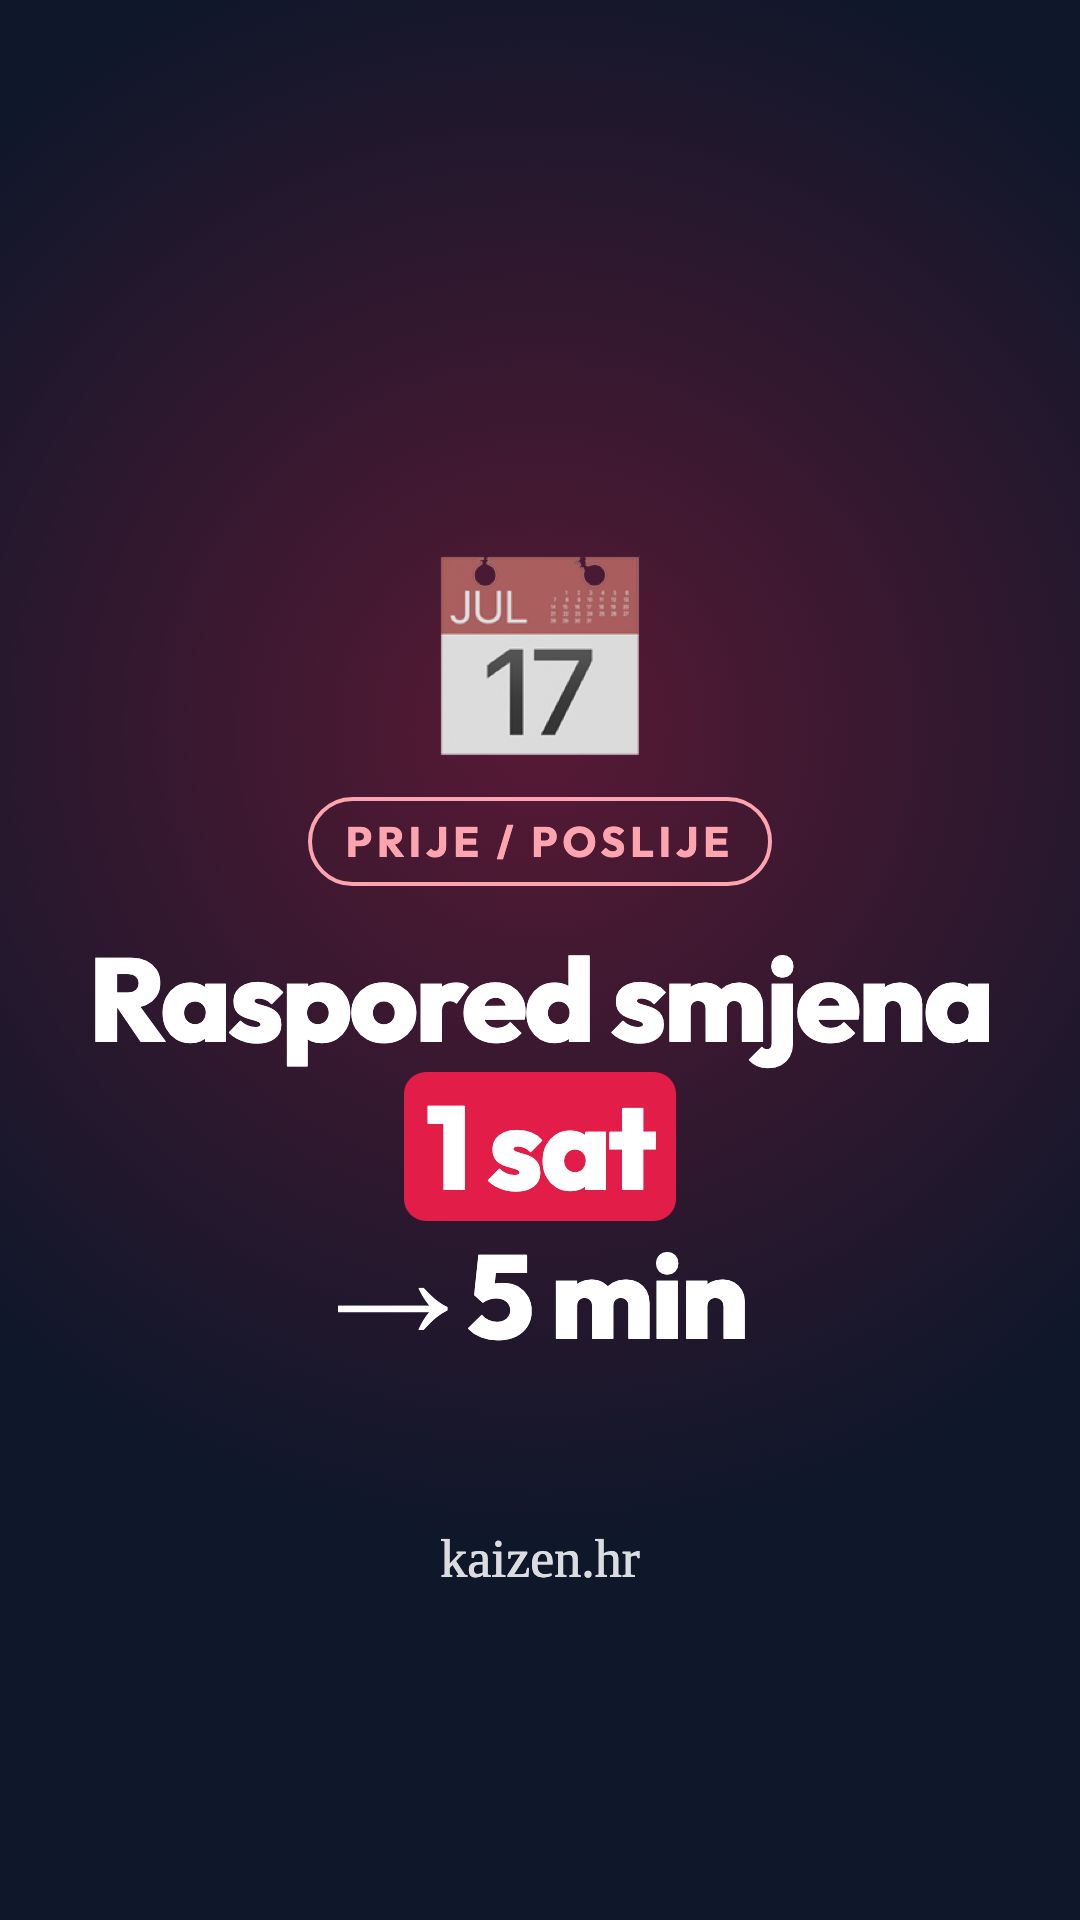 JUL
17
PRIJE / POSLIJE
Raspored smjena
1 sat
→ 5 min
kaizen.hr